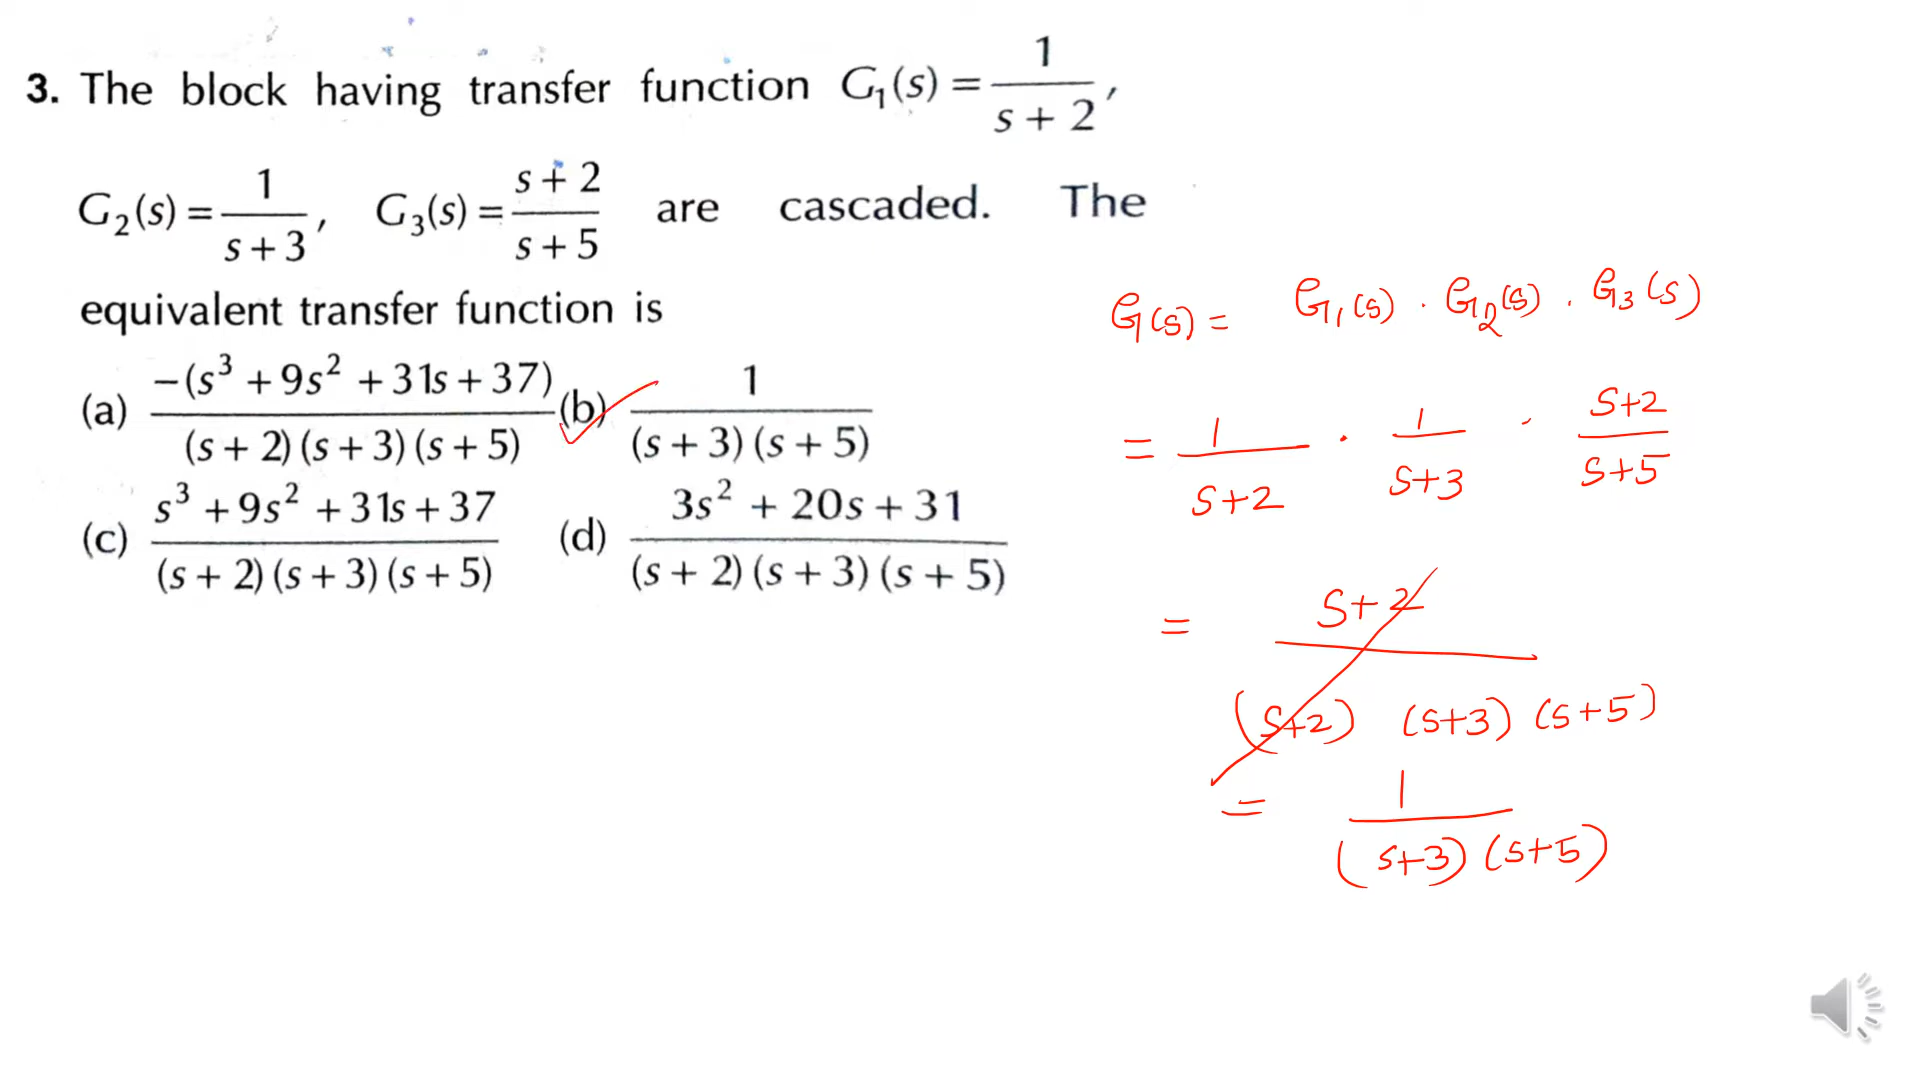 3. The block having transfer function G₁(s) = 1/(s + 2),
G₂(s) = 1/(s + 3), G₃(s) = (s + 2)/(s + 5) are cascaded. The
equivalent transfer function is
(a) −(s³ + 9s² + 31s + 37)/((s + 2)(s + 3)(s + 5)) (b) 1/((s + 3)(s + 5))
(c) (s³ + 9s² + 31s + 37)/((s + 2)(s + 3)(s + 5)) (d) (3s² + 20s + 31)/((s + 2)(s + 3)(s + 5))
G(s) = G₁(s) · G₂(s) · G₃(s)
= 1/(s+2) · 1/(s+3) · (s+2)/(s+5)
= (s+2)/((s+2) (s+3) (s+5))
= 1/((s+3) (s+5))